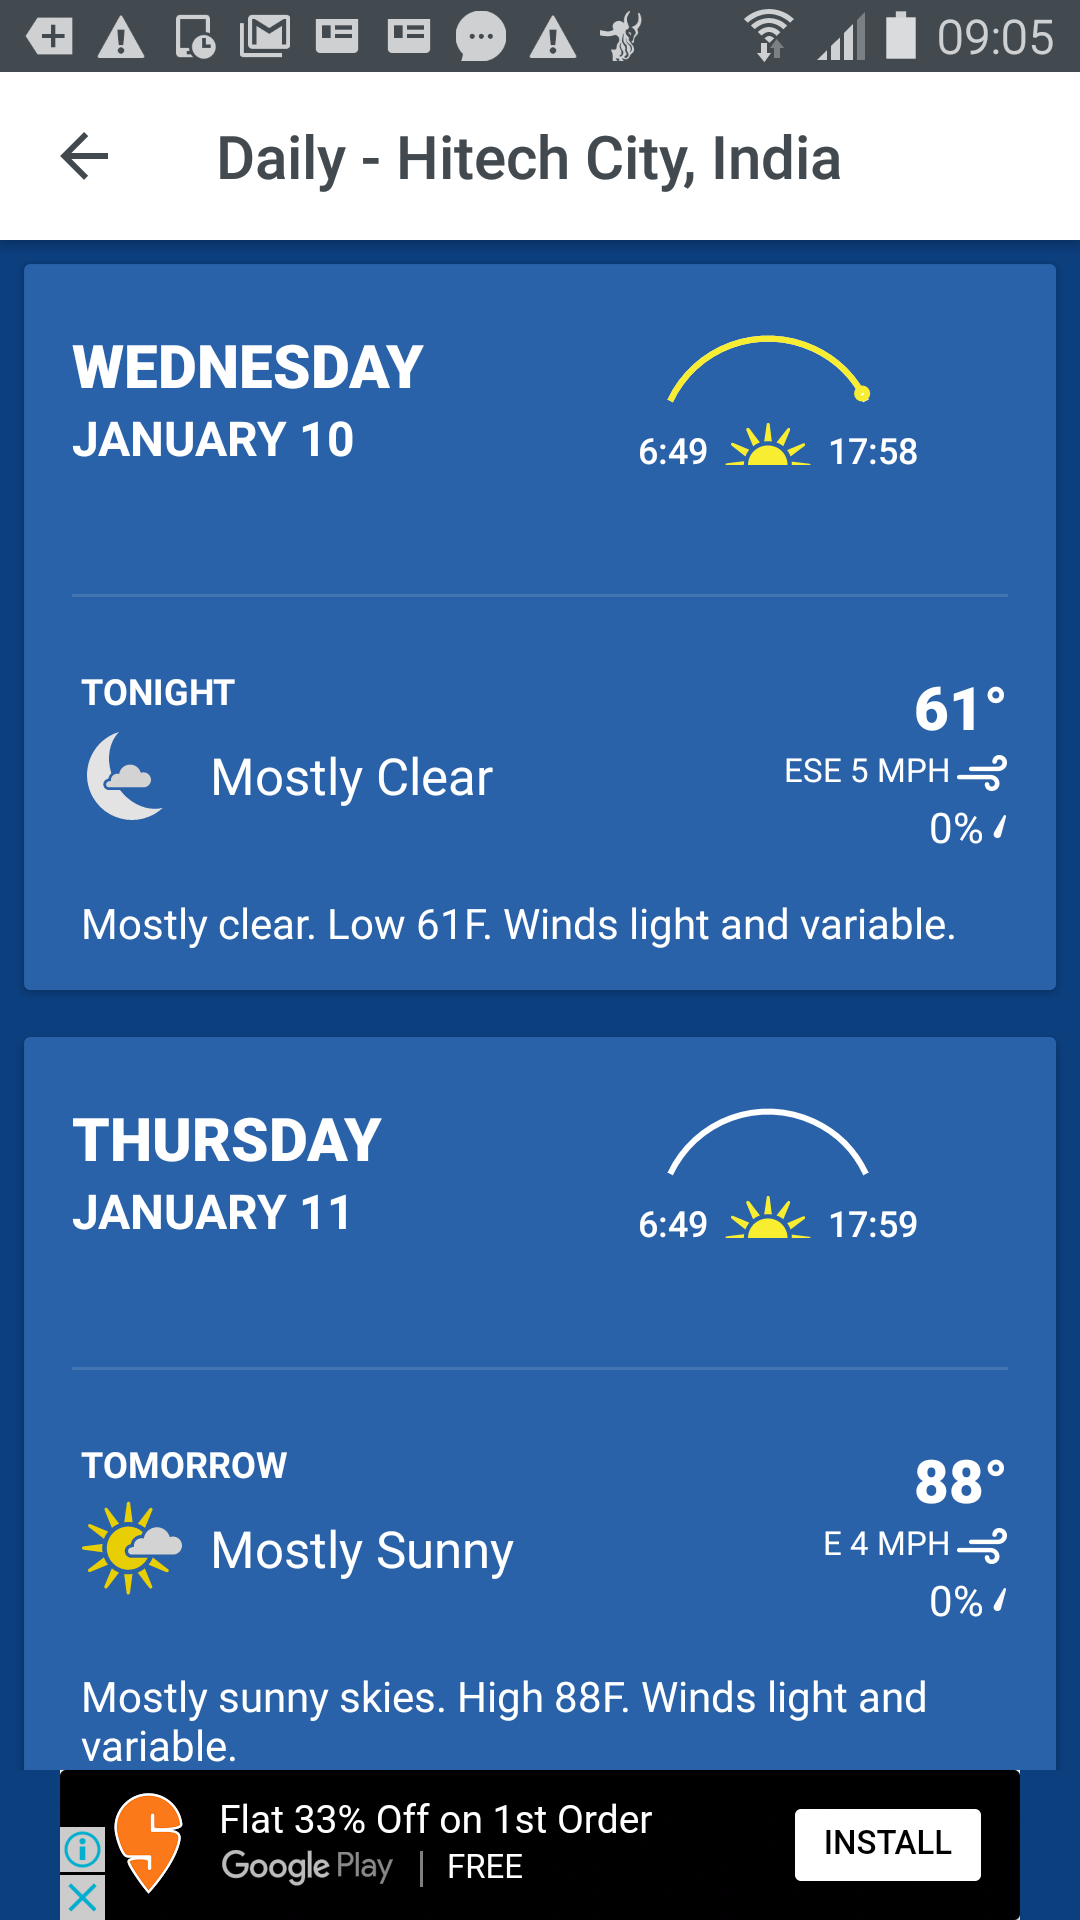 09:05
Daily - Hitech City, India
WEDNESDAY
JANUARY 10
6:49 17:58
TONIGHT
61°
Mostly Clear
ESE 5 MPH
0%
Mostly clear. Low 61F. Winds light and variable.
THURSDAY
JANUARY 11
6:49 17:59
TOMORROW
88°
Mostly Sunny
E 4 MPH
0%
Mostly sunny skies. High 88F. Winds light and
variable.
Flat 33% Off on 1st Order
Google Play | FREE
INSTALL